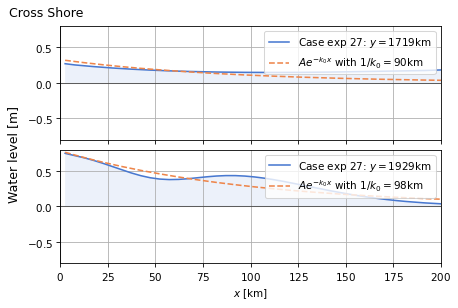 Cross Shore
0.5
0.0
−0.5
Case exp 27: y = 1719km
Ae^{−k₀x} with 1/k₀ = 90km
Water level [m]
0.5
0.0
−0.5
Case exp 27: y = 1929km
Ae^{−k₀x} with 1/k₀ = 98km
0 25 50 75 100 125 150 175 200
x [km]